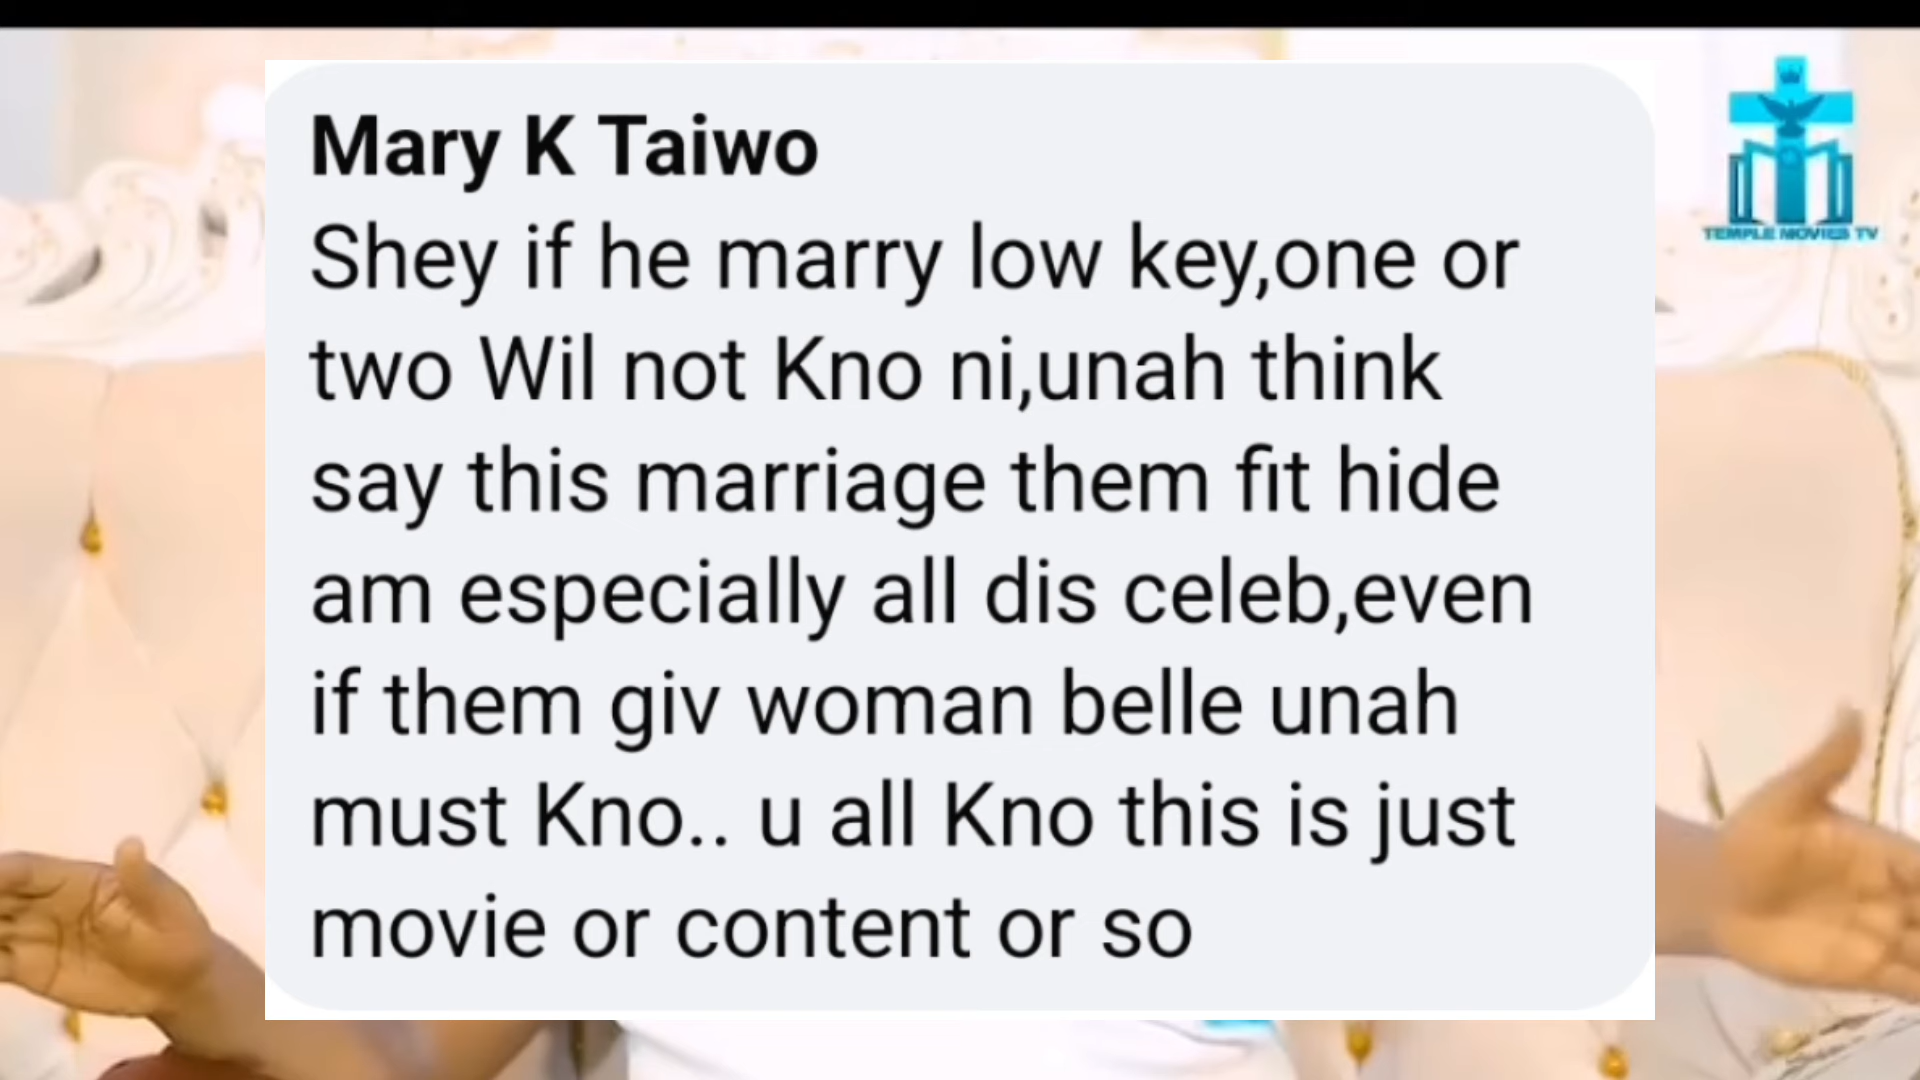 Mary K Taiwo
Shey if he marry low key,one or
two Wil not Kno ni,unah think
say this marriage them fit hide
am especially all dis celeb,even
if them giv woman belle unah
must Kno.. u all Kno this is just
movie or content or so
TEMPLE MOVIES TV